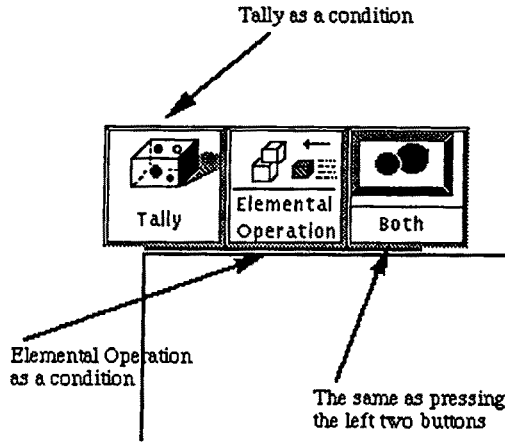 Tally as a condition
Tally
Elemental
Operation
Both
Elemental Operation
as a condition
The same as pressing
the left two buttons